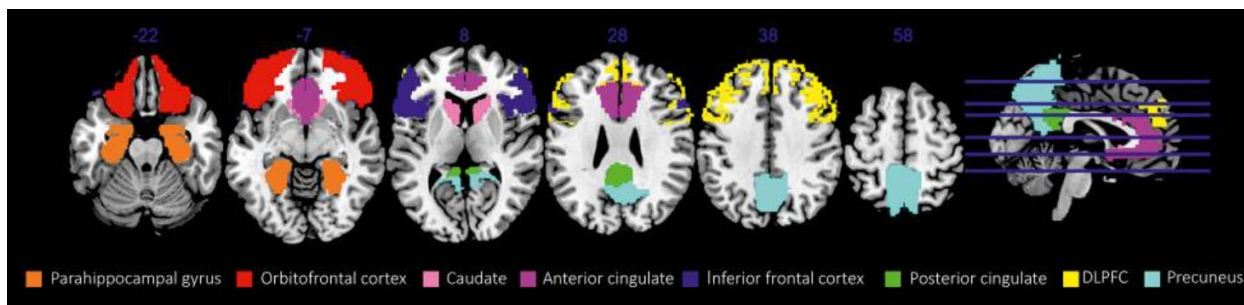 -22 -7 8 28 38 58
Parahippocampal gyrus Orbitofrontal cortex Caudate Anterior cingulate Inferior frontal cortex Posterior cingulate DLPFC Precuneus